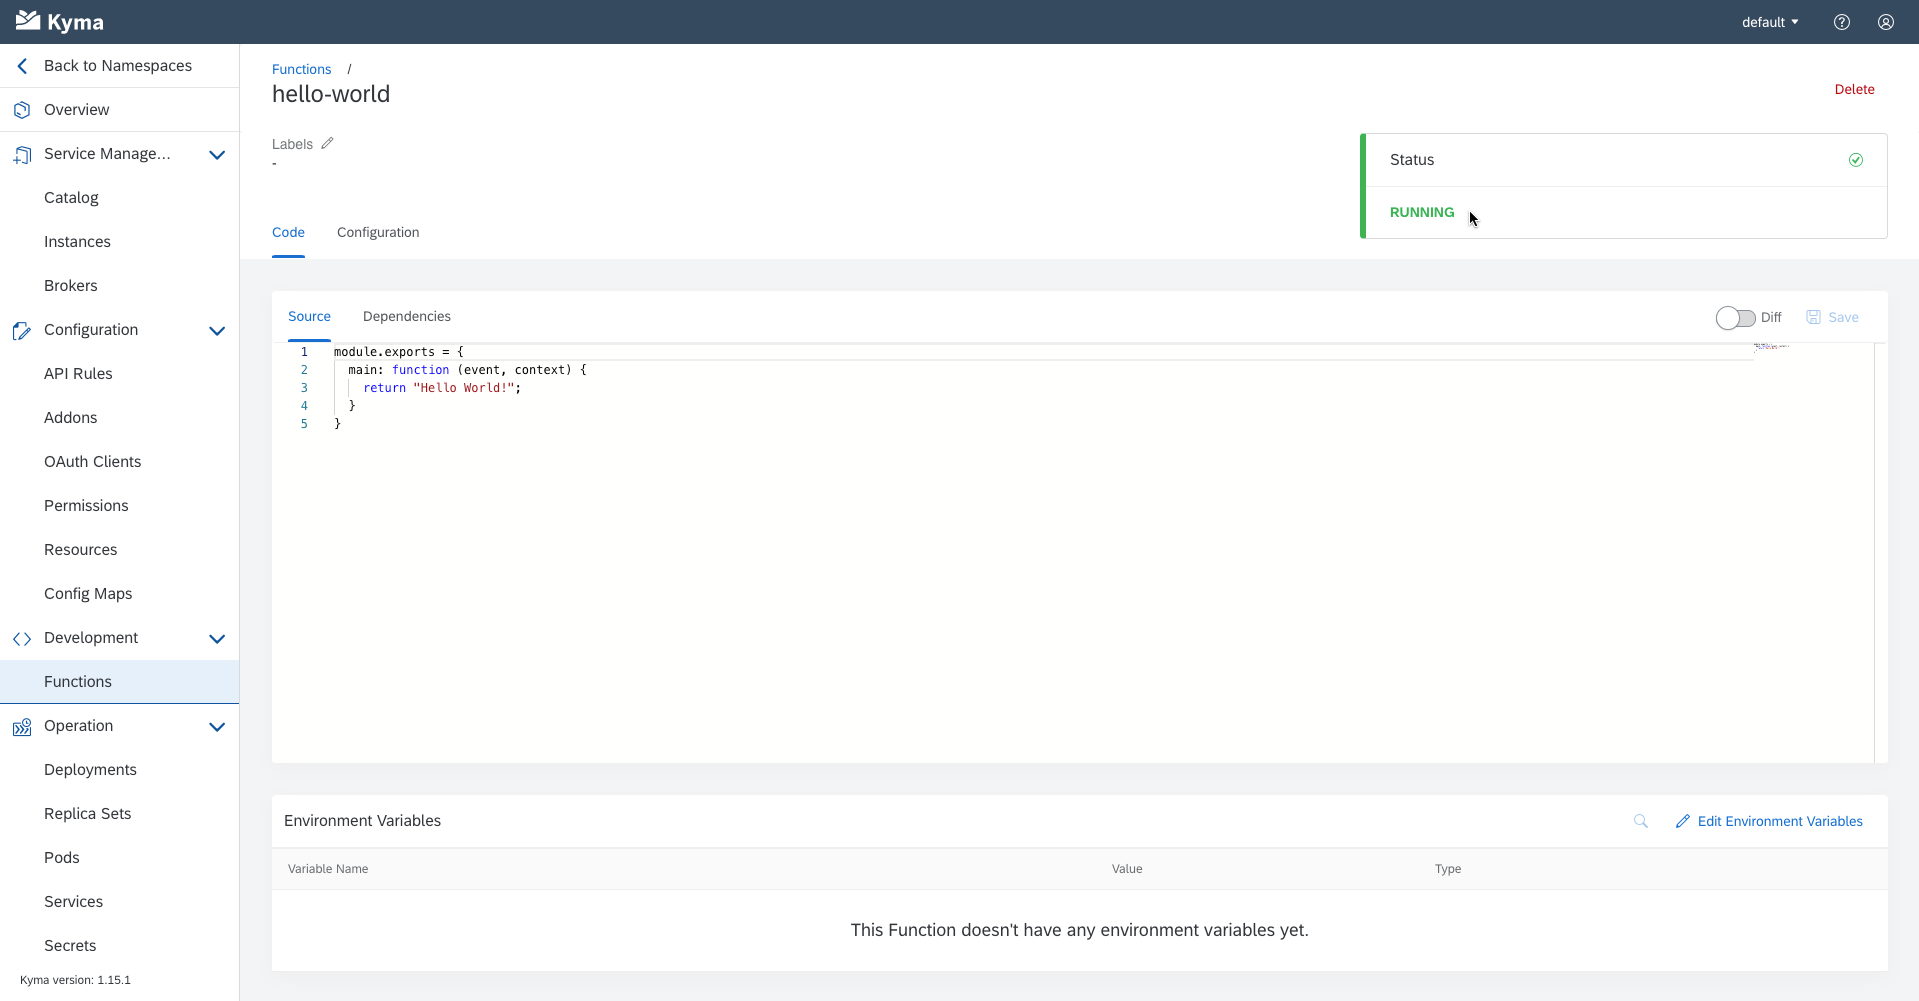 Kyma
default
Back to Namespaces
Overview
Service Manage...
Catalog
Instances
Brokers
Configuration
API Rules
Addons
OAuth Clients
Permissions
Resources
Config Maps
Development
Functions
Operation
Deployments
Replica Sets
Pods
Services
Secrets
Kyma version: 1.15.1
Functions /
hello-world
Delete
Labels
-
Status
RUNNING
Code Configuration
Source Dependencies
Diff Save
1 module.exports = {
2 main: function (event, context) {
3 return "Hello World!";
4 }
5 }
Environment Variables
Edit Environment Variables
Variable Name Value Type
This Function doesn't have any environment variables yet.